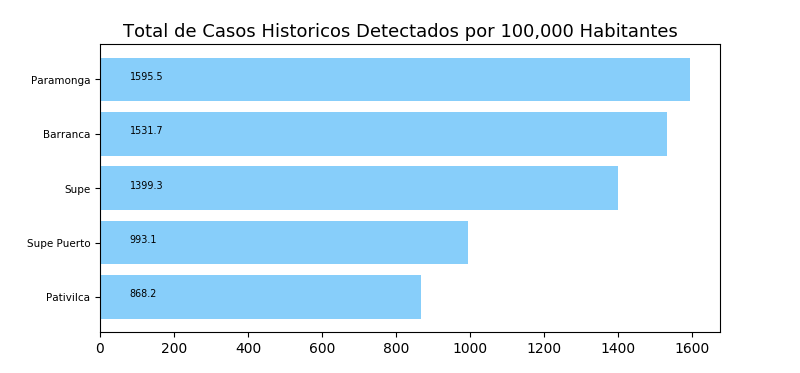 Total de Casos Historicos Detectados por 100,000 Habitantes
Paramonga 1595.5
Barranca 1531.7
Supe 1399.3
Supe Puerto 993.1
Pativilca 868.2
0 200 400 600 800 1000 1200 1400 1600